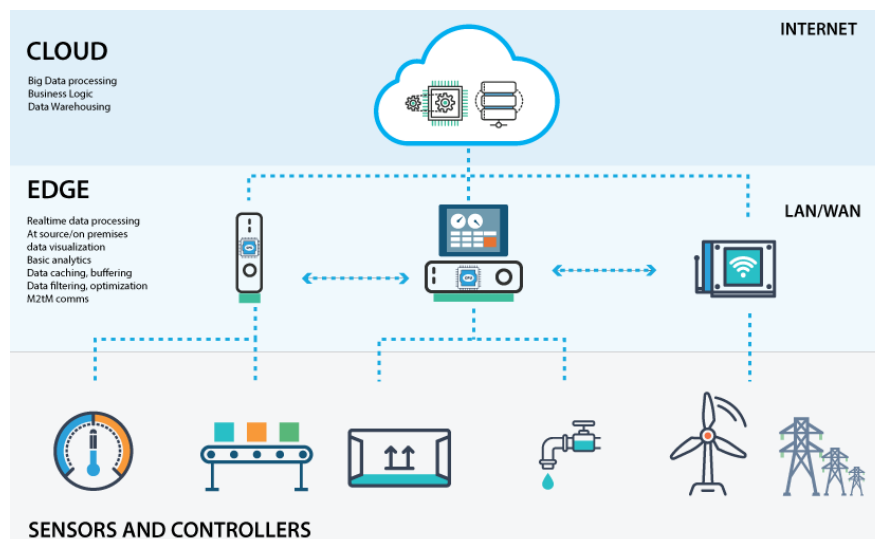 CLOUD
INTERNET
Big Data processing
Business Logic
Data Warehousing
EDGE
LAN/WAN
Realtime data processing
At source/on premises
data visualization
Basic analytics
Data caching, buffering
Data filtering, optimization
M2tM comms
SENSORS AND CONTROLLERS